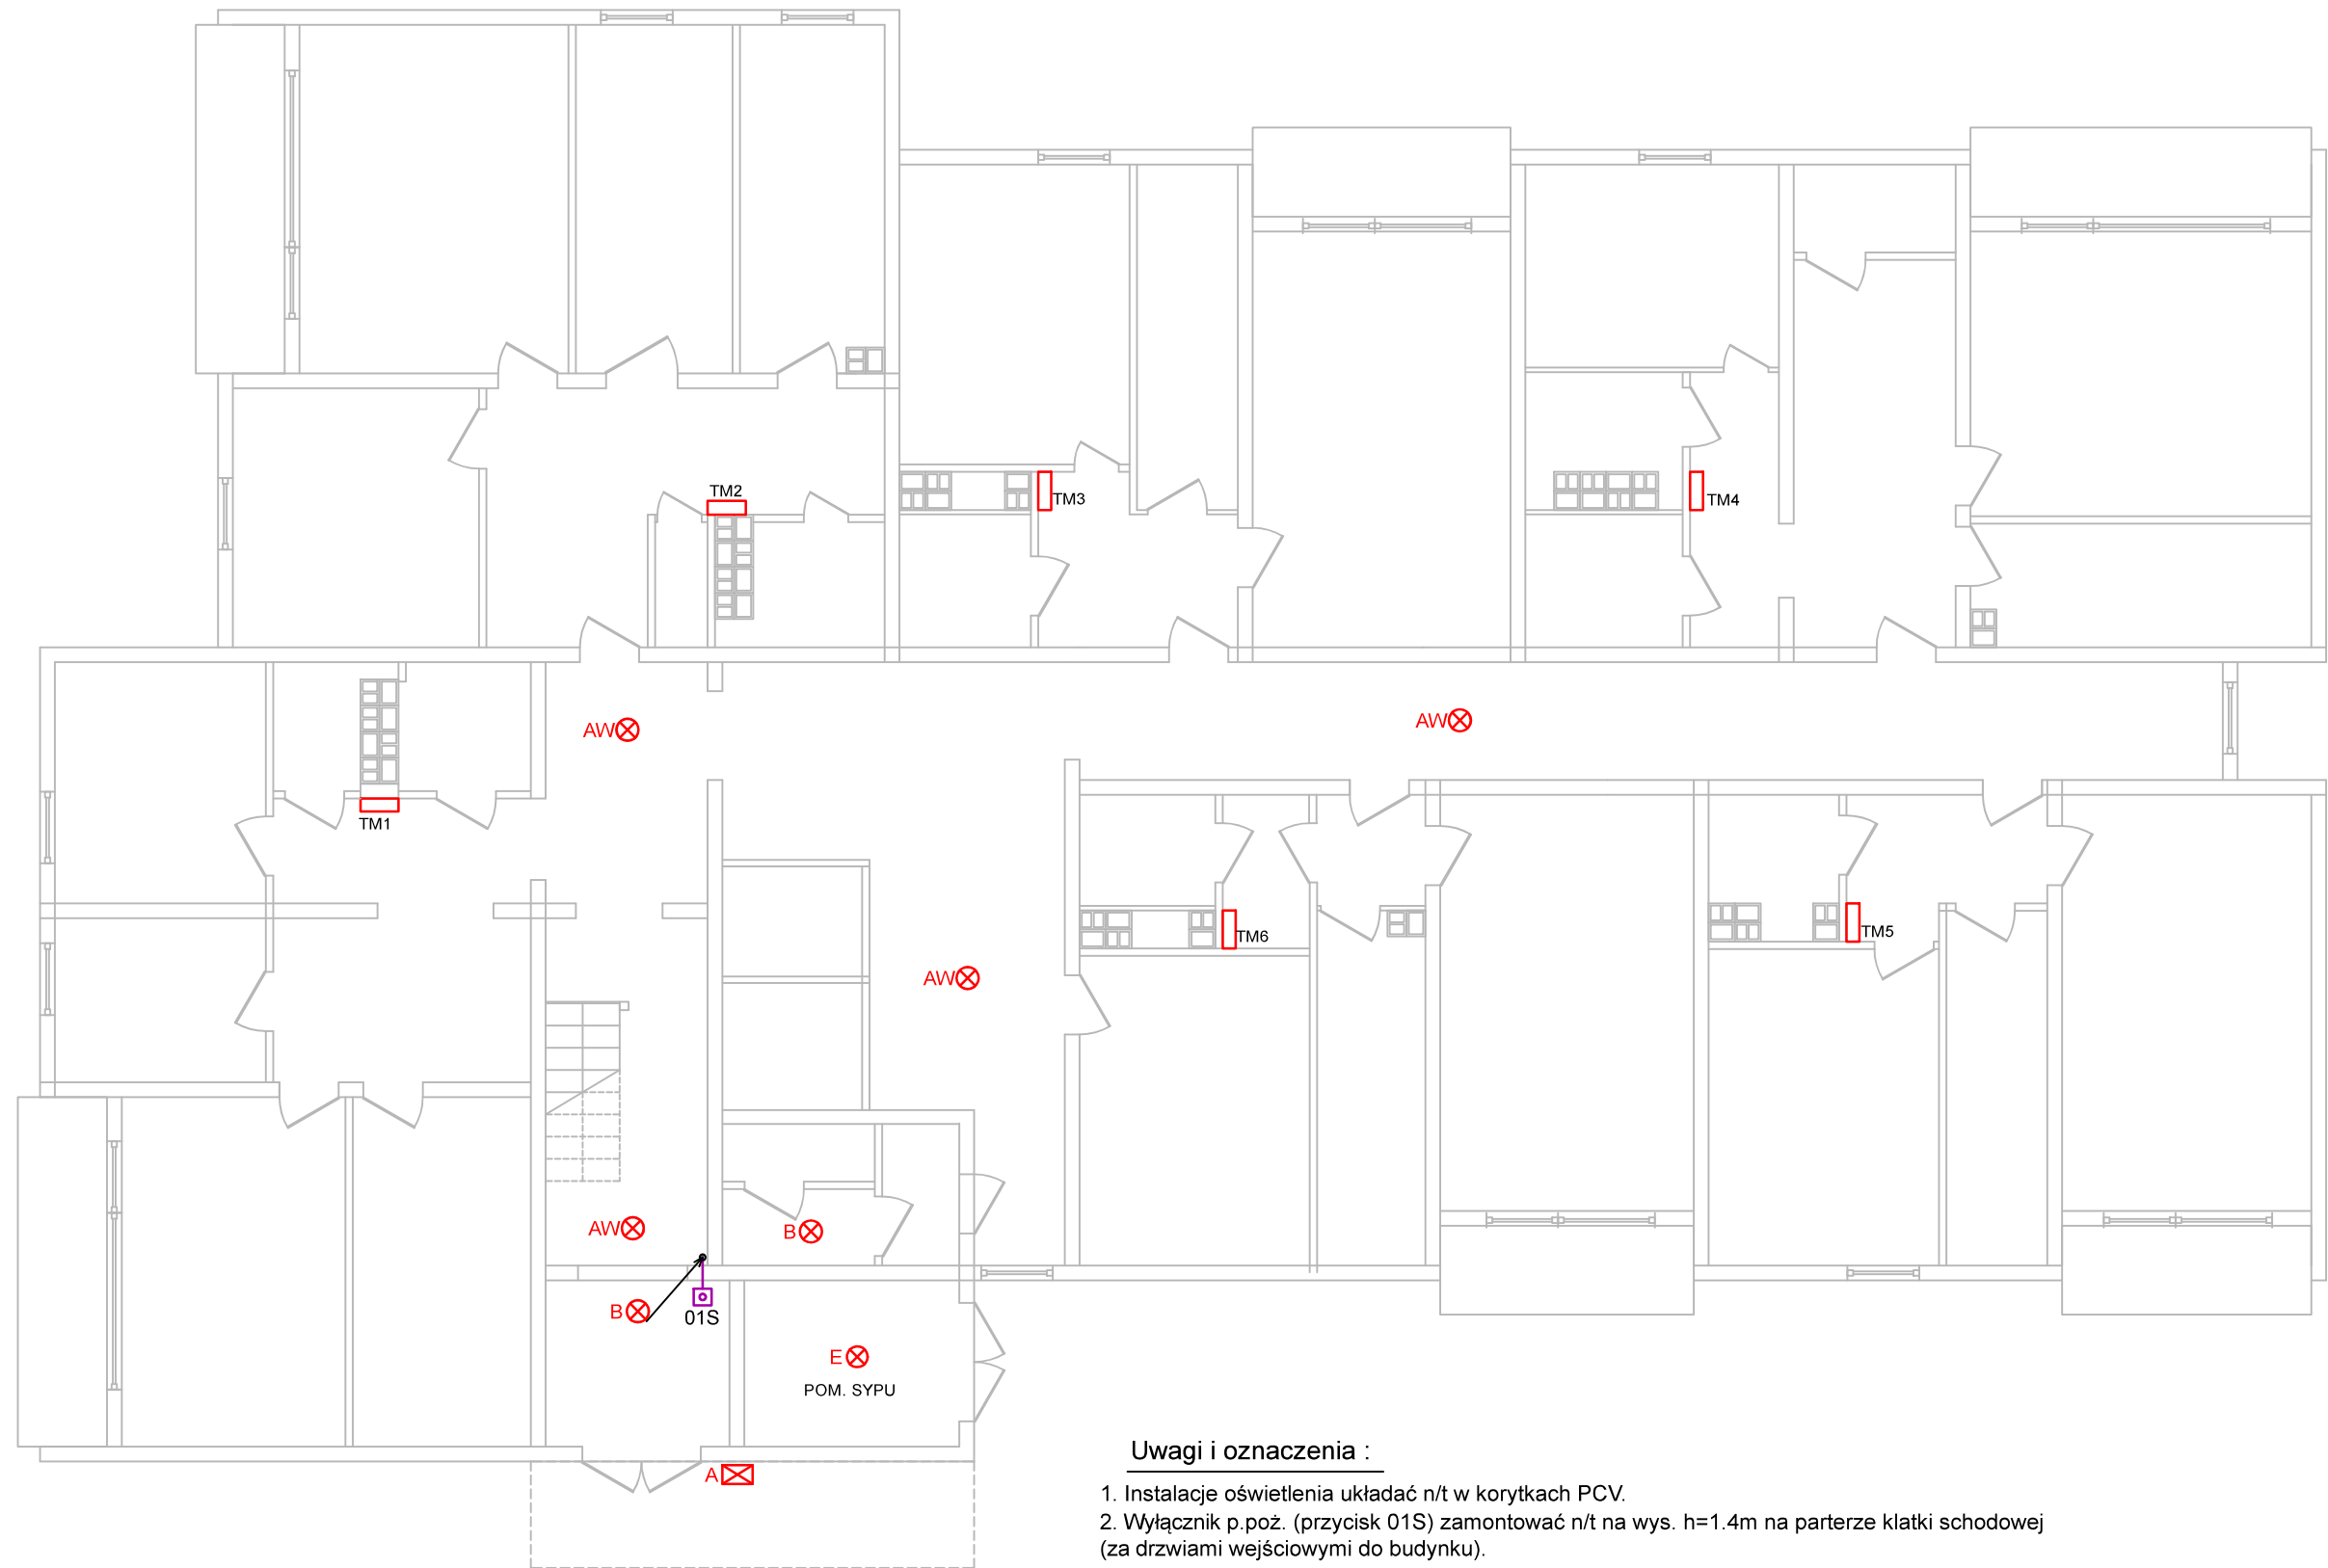 TM2
TM3
TM4
AW
AW
TM1
TM5
TM6
AW
AW
B
B
01S
E
POM. SYPU
A
Uwagi i oznaczenia :
1. Instalacje oświetlenia układać n/t w korytkach PCV.
2. Wyłącznik p.poż. (przycisk 01S) zamontować n/t na wys. h=1.4m na parterze klatki schodowej
(za drzwiami wejściowymi do budynku).